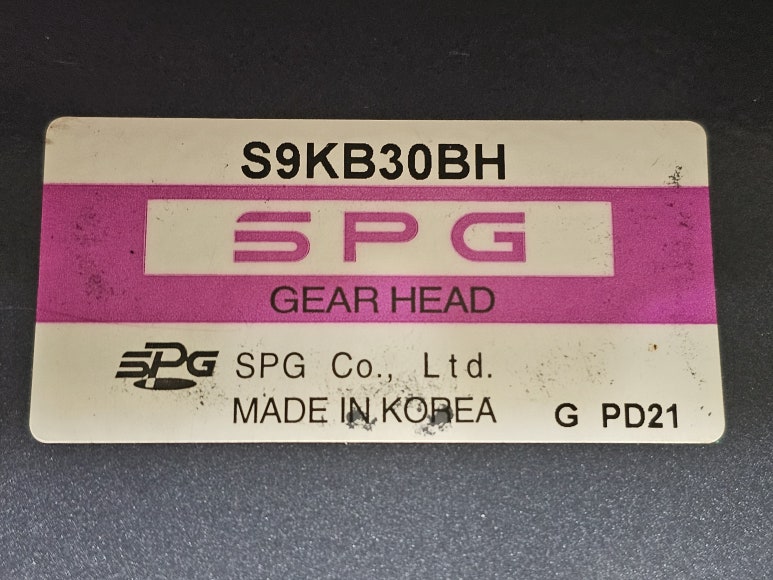 S9KB30BH
SPG
GEAR HEAD
SPG SPG Co., Ltd.
MADE IN KOREA G PD21